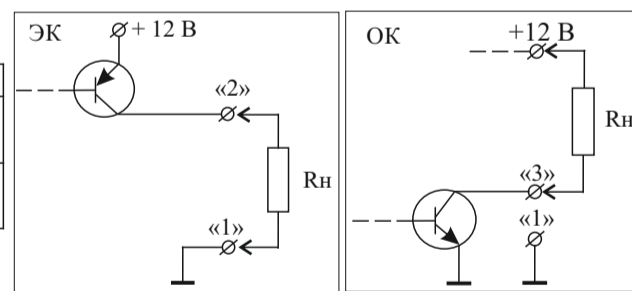 ЭК
+ 12 В
«2»
Rн
«1»
ОК
+12 В
Rн
«3»
«1»